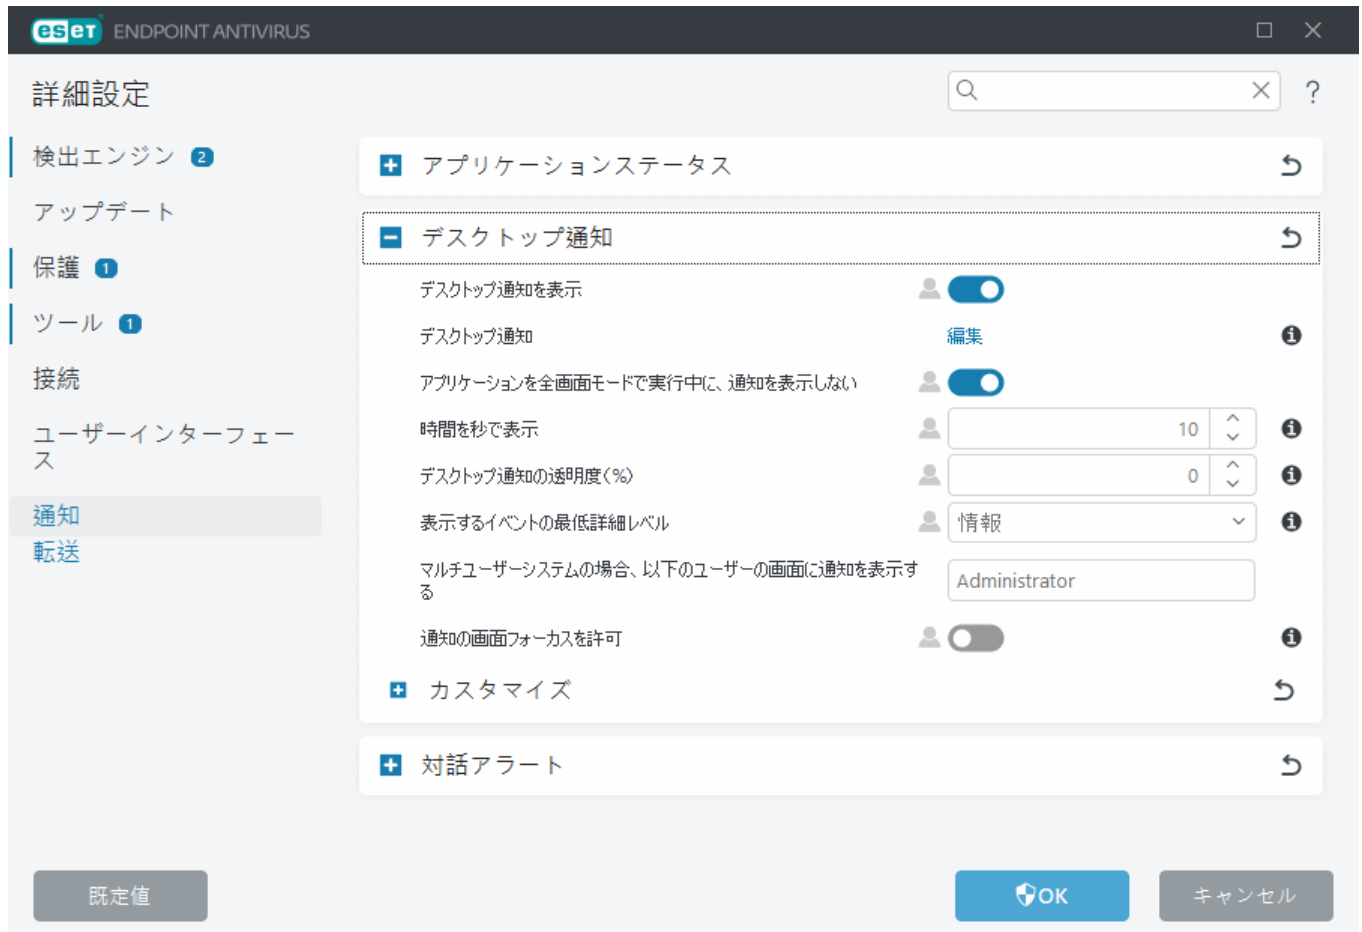 eset ENDPOINT ANTIVIRUS
詳細設定
?
検出エンジン 2
アップデート
保護 1
ツール 1
接続
ユーザーインターフェー
ス
通知
転送
アプリケーションステータス
デスクトップ通知
デスクトップ通知を表示
デスクトップ通知 編集
アプリケーションを全画面モードで実行中に、通知を表示しない
時間を秒で表示 10
デスクトップ通知の透明度(%) 0
表示するイベントの最低詳細レベル 情報
マルチユーザーシステムの場合、以下のユーザーの画面に通知を表示す
る
Administrator
通知の画面フォーカスを許可
カスタマイズ
対話アラート
既定値 OK キャンセル